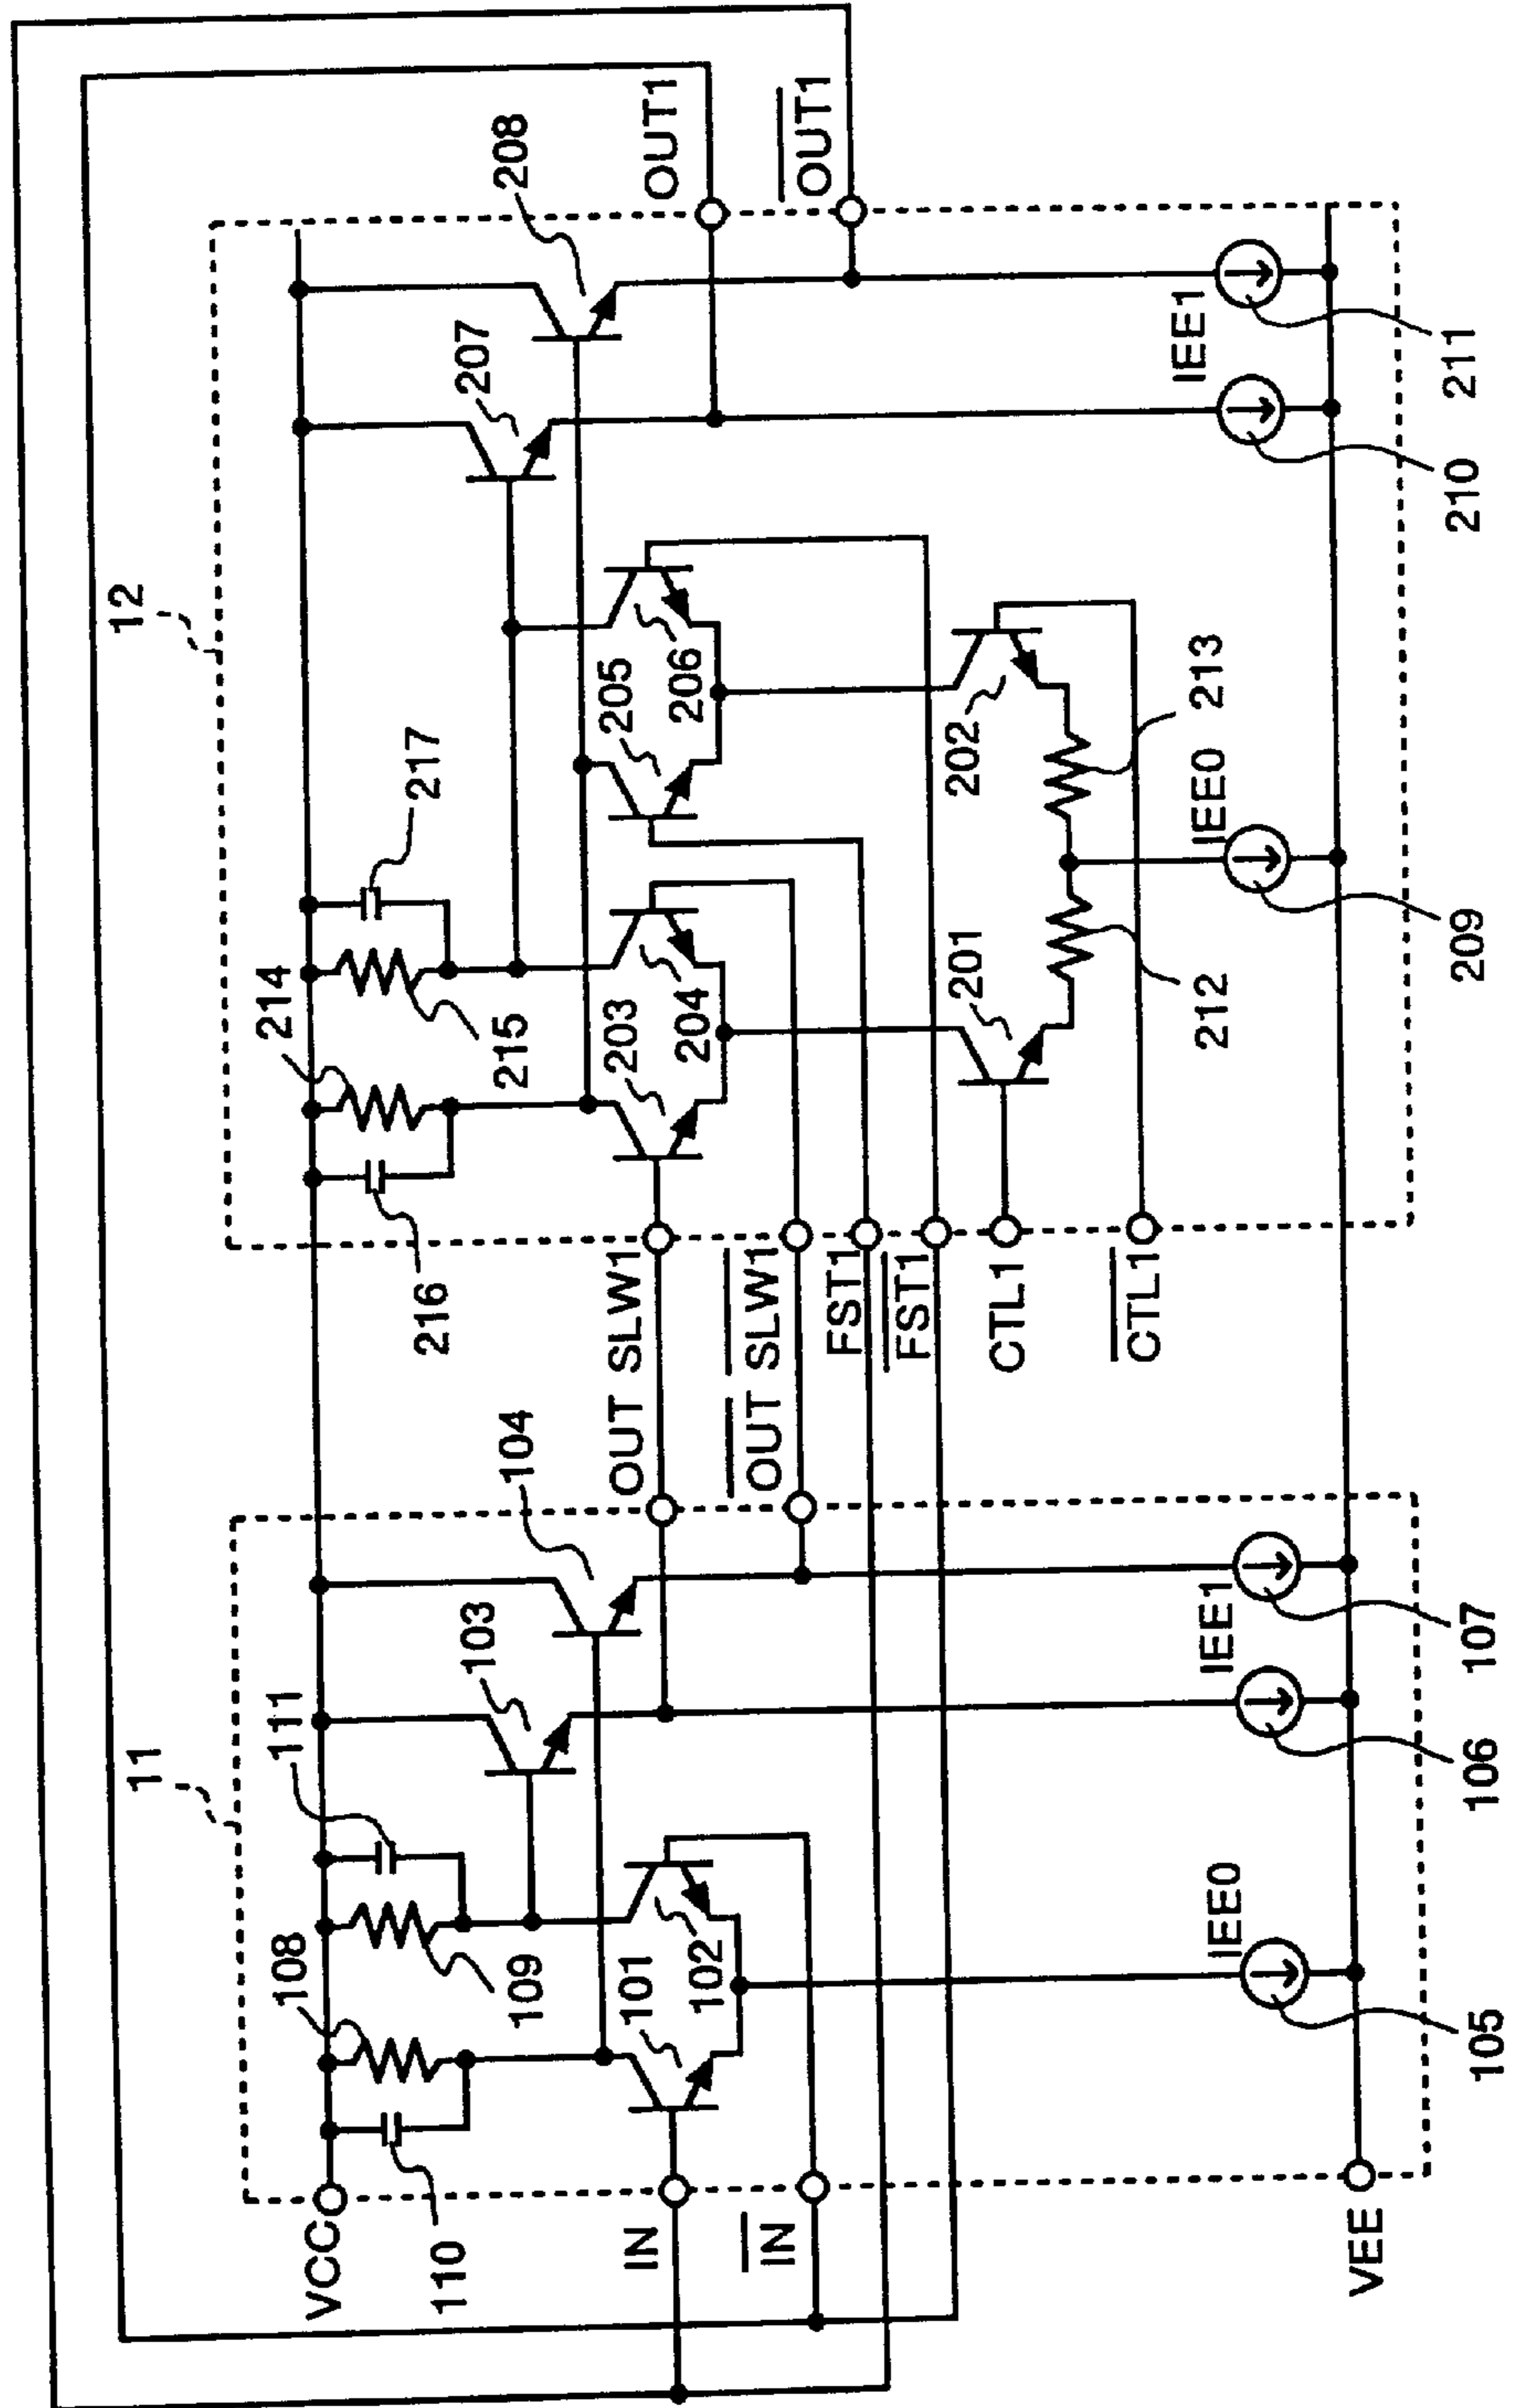 12
11
208
OUT1
OUT1
207
217
214
215
216
205
206
203
204
202
213
201
212
IEE0
209
IEE1
210
211
OUT SLW1
OUT SLW1
FST1
FST1
CTL1
CTL1
104
103
111
108
109
110
101
102
VCC
IN
IN
VEE
IEE0
105
IEE1
106
107